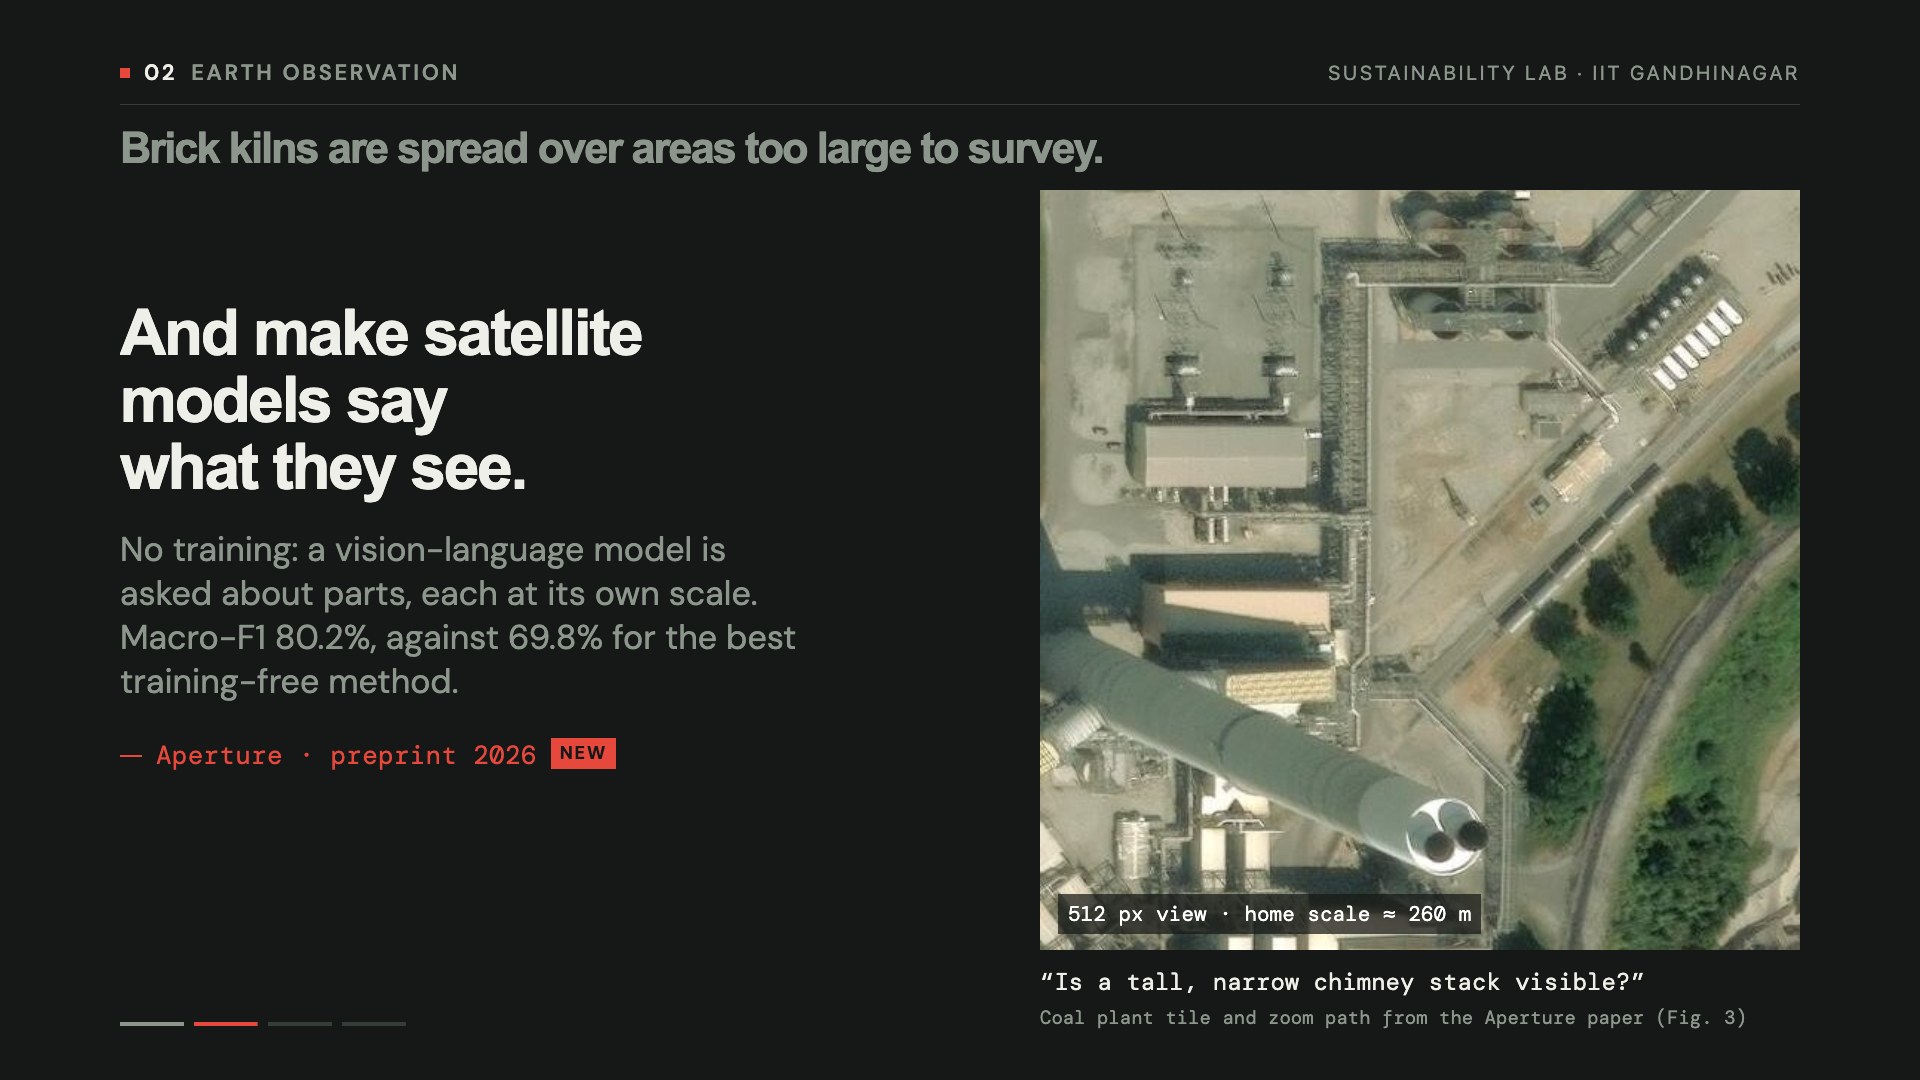 02 EARTH OBSERVATION
SUSTAINABILITY LAB · IIT GANDHINAGAR
Brick kilns are spread over areas too large to survey.
And make satellite
models say
what they see.
No training: a vision-language model is
asked about parts, each at its own scale.
Macro-F1 80.2%, against 69.8% for the best
training-free method.
— Aperture · preprint 2026 NEW
512 px view · home scale ≈ 260 m
“Is a tall, narrow chimney stack visible?”
Coal plant tile and zoom path from the Aperture paper (Fig. 3)